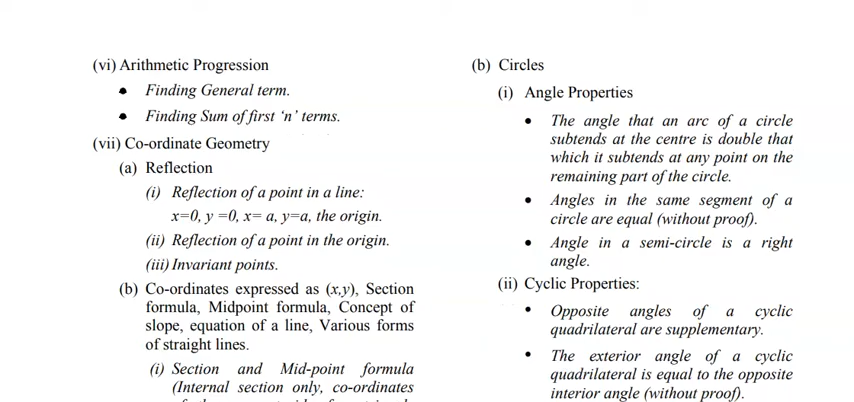 (vi) Arithmetic Progression
• Finding General term.
• Finding Sum of first ‘n’ terms.
(vii) Co-ordinate Geometry
(a) Reflection
(i) Reflection of a point in a line:
x=0, y =0, x= a, y=a, the origin.
(ii) Reflection of a point in the origin.
(iii) Invariant points.
(b) Co-ordinates expressed as (x,y), Section
formula, Midpoint formula, Concept of
slope, equation of a line, Various forms
of straight lines.
(i) Section and Mid-point formula
(Internal section only, co-ordinates
(b) Circles
(i) Angle Properties
• The angle that an arc of a circle
subtends at the centre is double that
which it subtends at any point on the
remaining part of the circle.
• Angles in the same segment of a
circle are equal (without proof).
• Angle in a semi-circle is a right
angle.
(ii) Cyclic Properties:
• Opposite angles of a cyclic
quadrilateral are supplementary.
• The exterior angle of a cyclic
quadrilateral is equal to the opposite
interior angle (without proof).